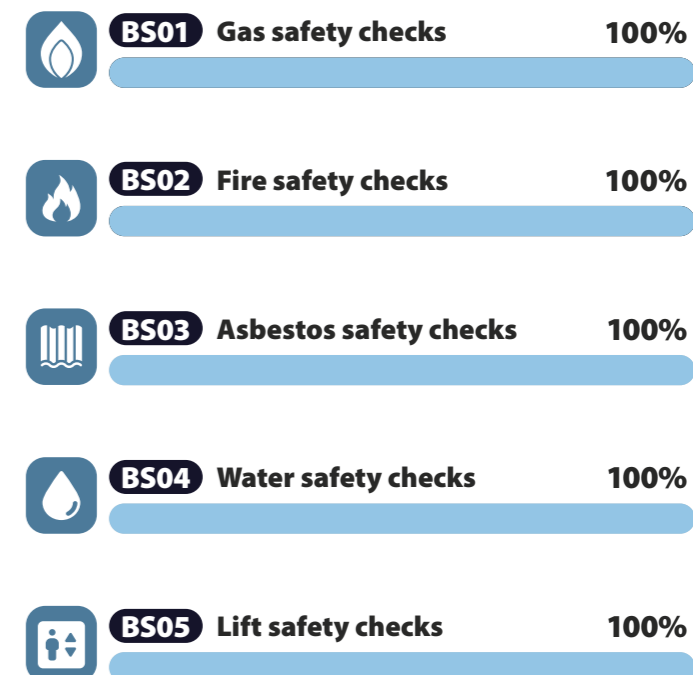 BS01 Gas safety checks 100%
BS02 Fire safety checks 100%
BS03 Asbestos safety checks 100%
BS04 Water safety checks 100%
BS05 Lift safety checks 100%